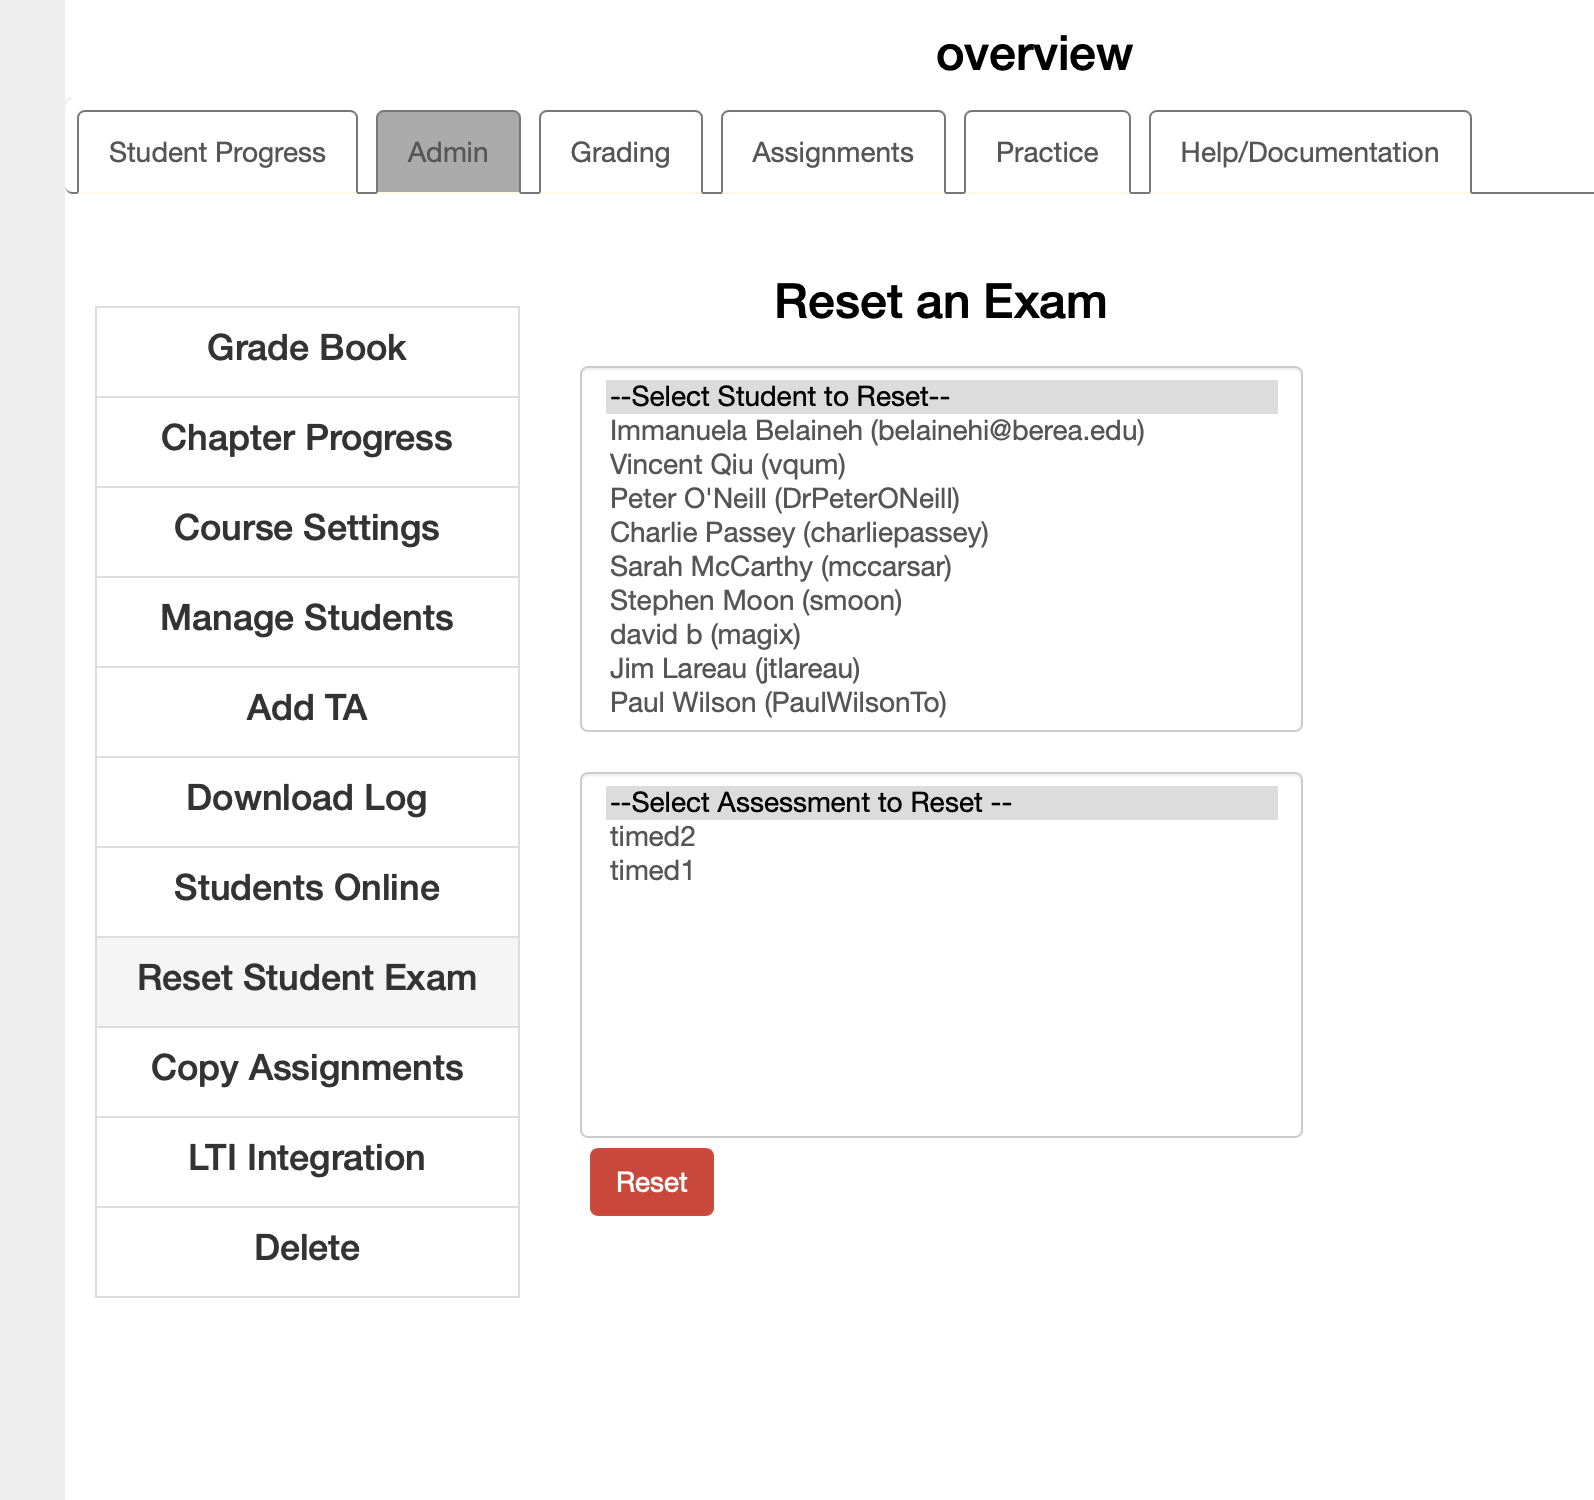 overview
Student Progress
Admin
Grading
Assignments
Practice
Help/Documentation
Grade Book
Chapter Progress
Course Settings
Manage Students
Add TA
Download Log
Students Online
Reset Student Exam
Copy Assignments
LTI Integration
Delete
Reset an Exam
--Select Student to Reset--
Immanuela Belaineh (belainehi@berea.edu)
Vincent Qiu (vqum)
Peter O'Neill (DrPeterONeill)
Charlie Passey (charliepassey)
Sarah McCarthy (mccarsar)
Stephen Moon (smoon)
david b (magix)
Jim Lareau (jtlareau)
Paul Wilson (PaulWilsonTo)
--Select Assessment to Reset --
timed2
timed1
Reset